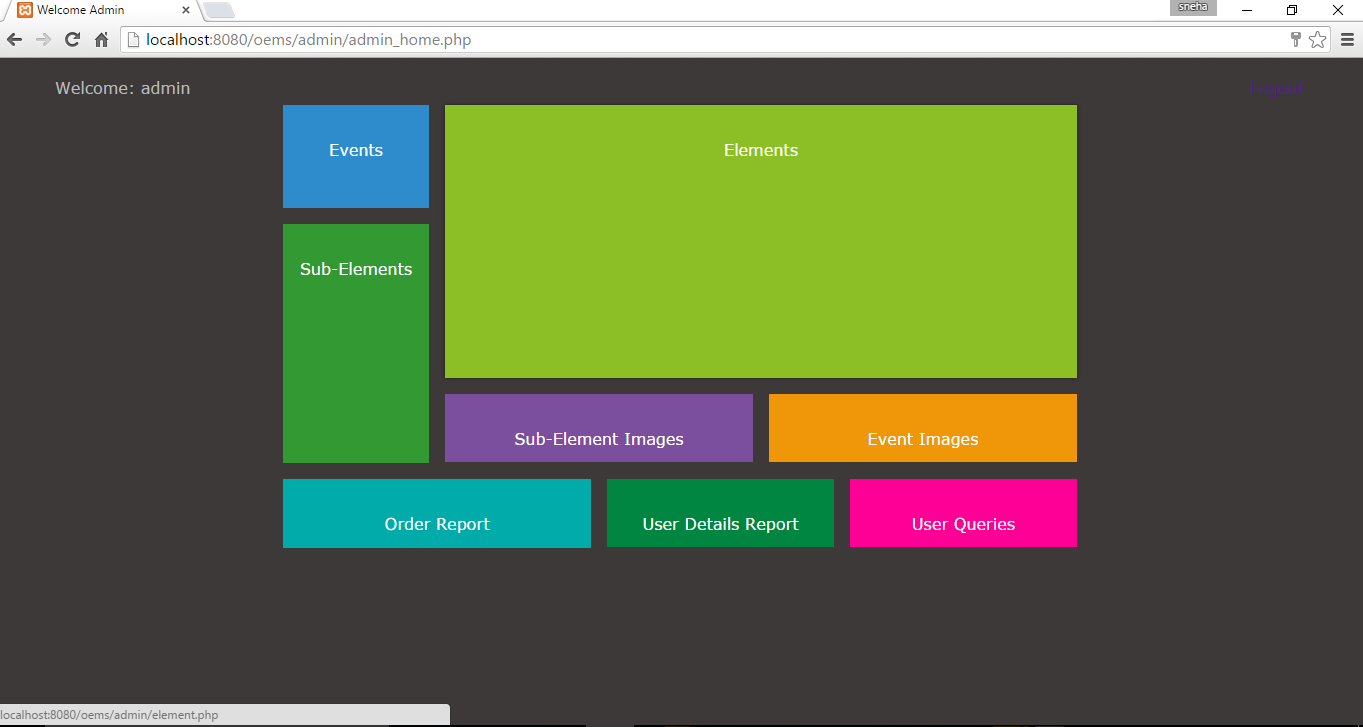 Welcome Admin
sneha
localhost:8080/oems/admin/admin_home.php
Welcome: admin
Logout
Events
Elements
Sub-Elements
Sub-Element Images
Event Images
Order Report
User Details Report
User Queries
localhost:8080/oems/admin/element.php